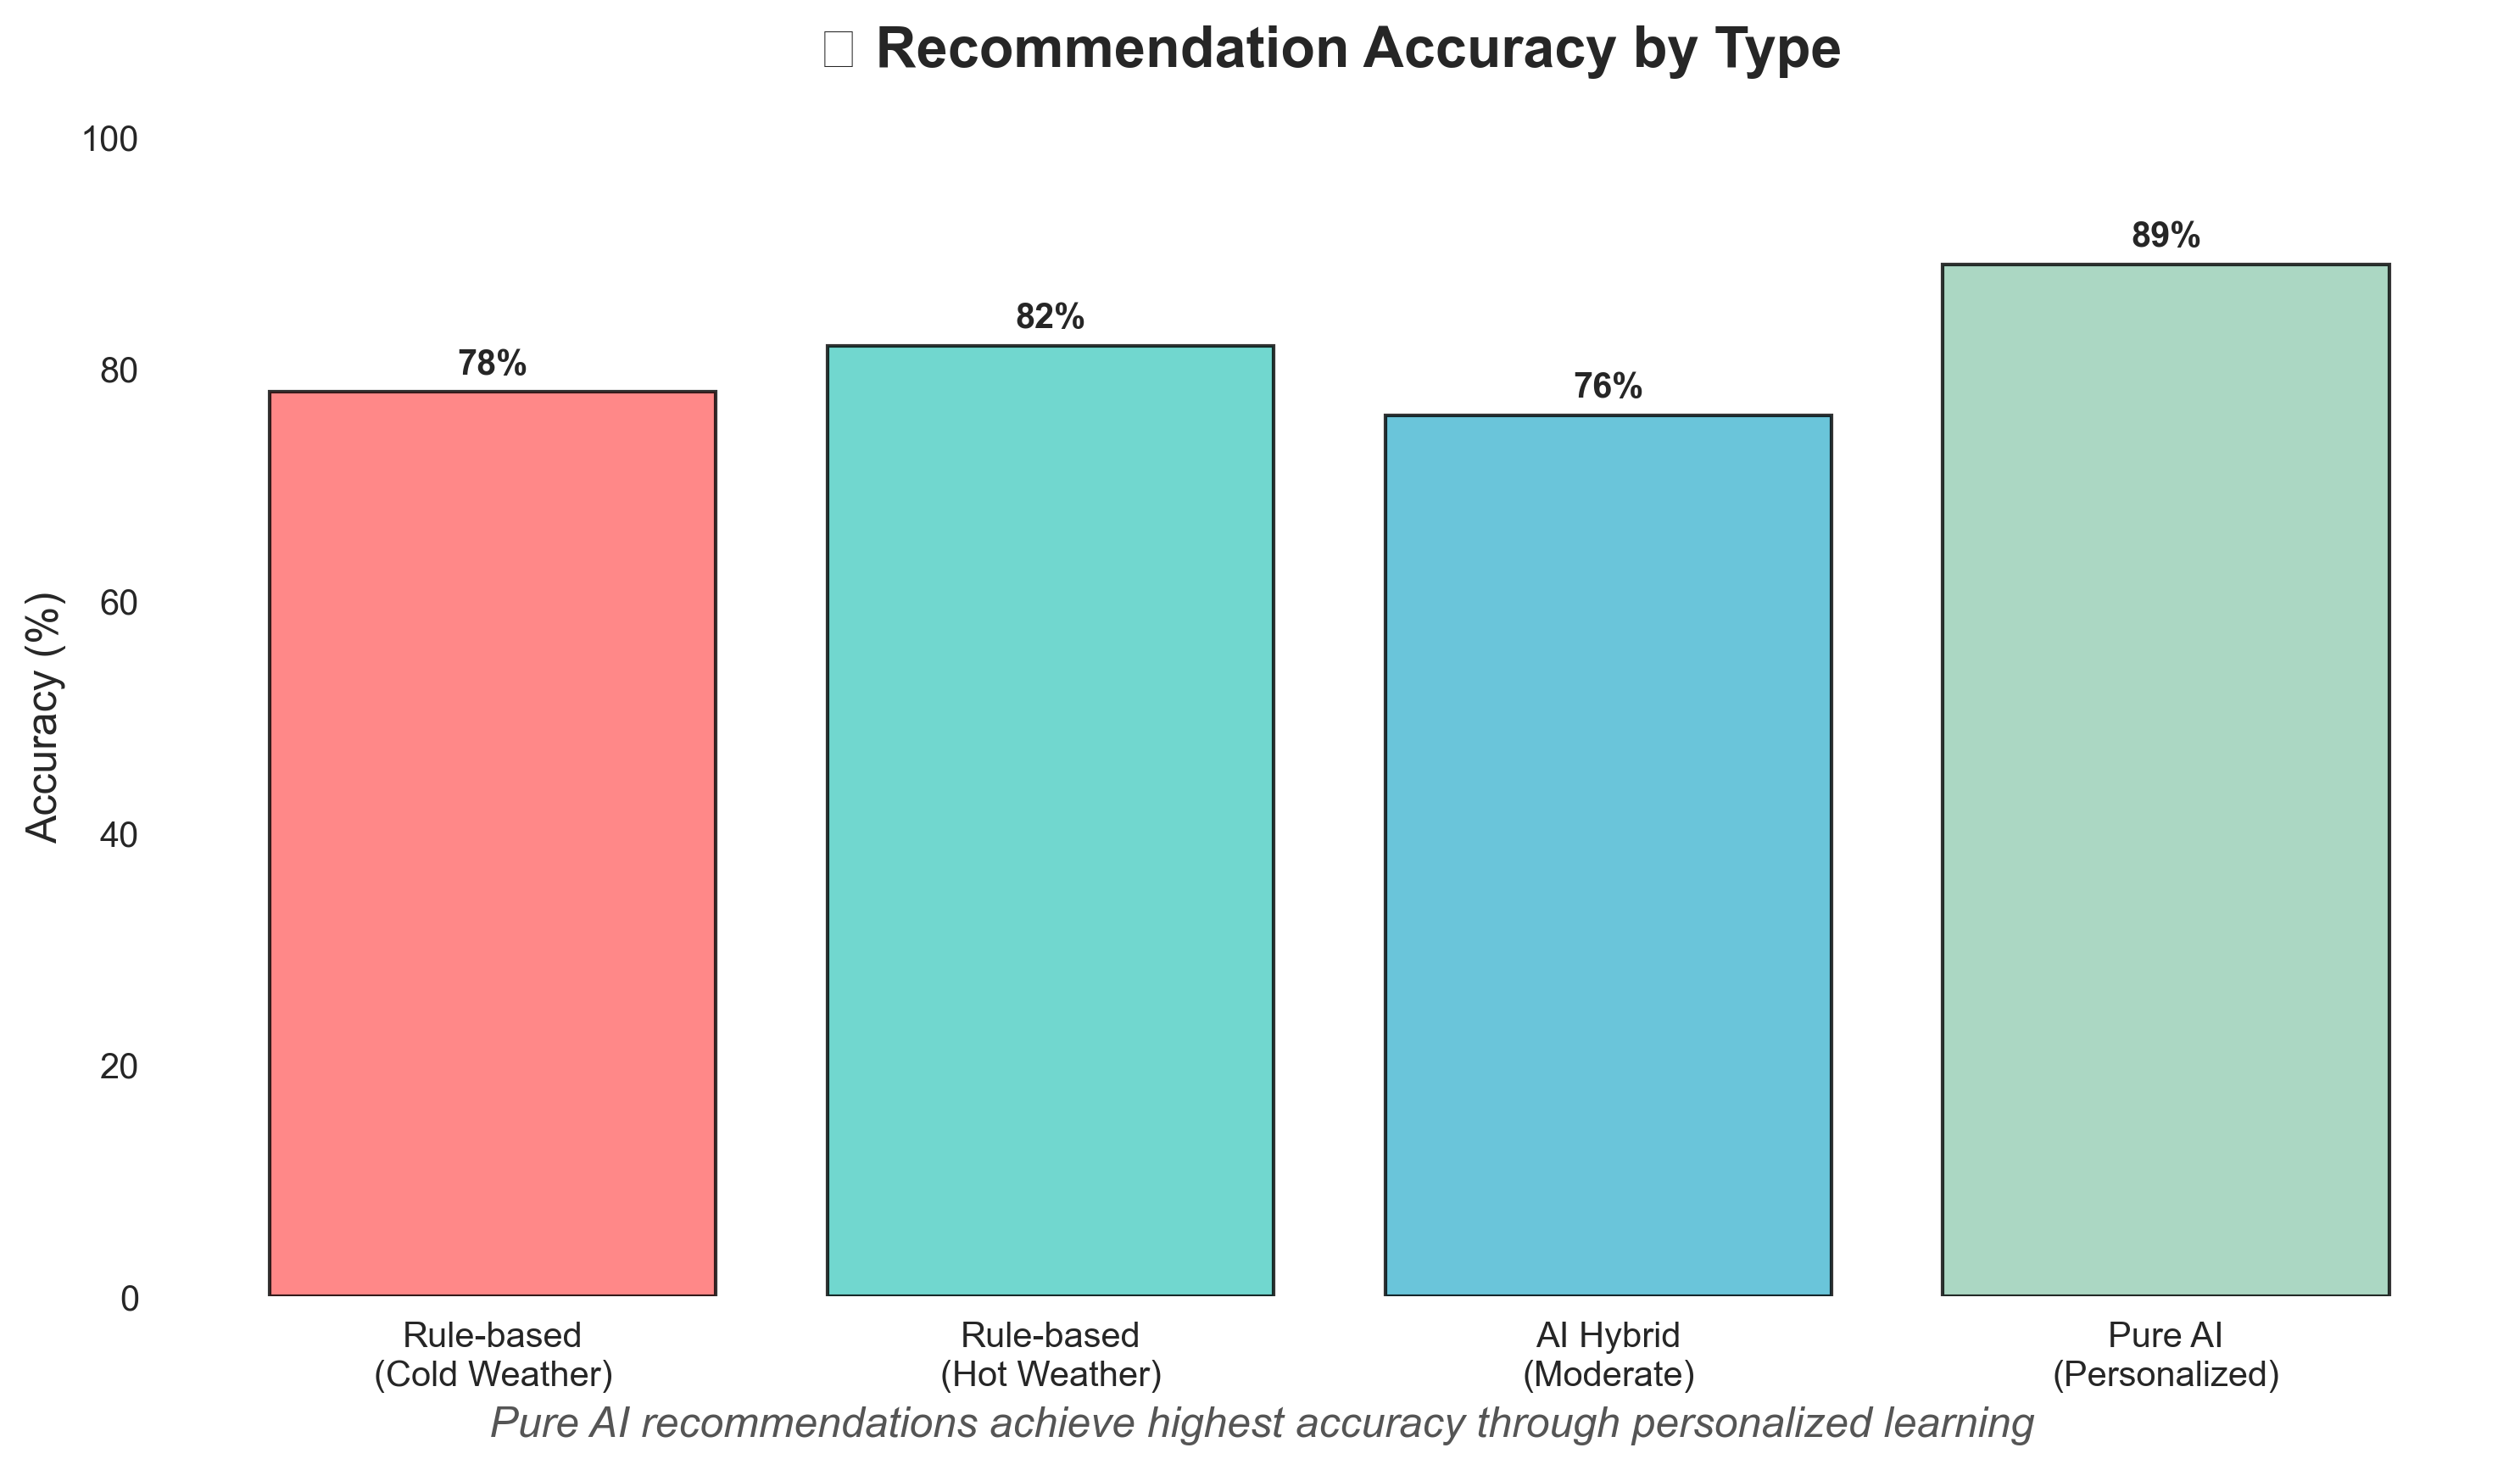 □ Recommendation Accuracy by Type
100
80
60
40
20
0
Accuracy (%)
78%
82%
76%
89%
Rule-based
(Cold Weather)
Rule-based
(Hot Weather)
AI Hybrid
(Moderate)
Pure AI
(Personalized)
Pure AI recommendations achieve highest accuracy through personalized learning